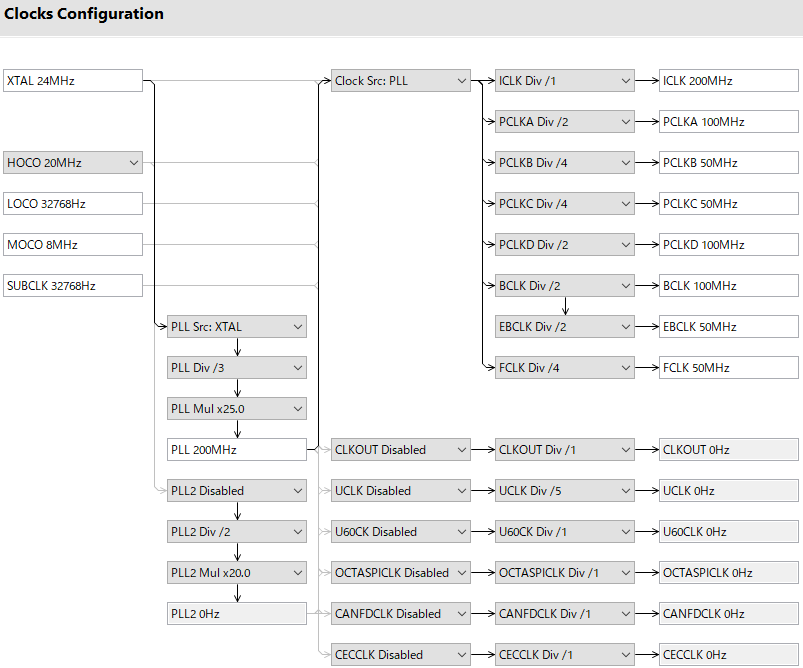 Clocks Configuration
XTAL 24MHz
Clock Src: PLL
ICLK Div /1
ICLK 200MHz
PCLKA Div /2
PCLKA 100MHz
HOCO 20MHz
PCLKB Div /4
PCLKB 50MHz
LOCO 32768Hz
PCLKC Div /4
PCLKC 50MHz
MOCO 8MHz
PCLKD Div /2
PCLKD 100MHz
SUBCLK 32768Hz
BCLK Div /2
BCLK 100MHz
PLL Src: XTAL
EBCLK Div /2
EBCLK 50MHz
PLL Div /3
FCLK Div /4
FCLK 50MHz
PLL Mul x25.0
PLL 200MHz
CLKOUT Disabled
CLKOUT Div /1
CLKOUT 0Hz
PLL2 Disabled
UCLK Disabled
UCLK Div /5
UCLK 0Hz
PLL2 Div /2
U60CK Disabled
U60CK Div /1
U60CLK 0Hz
PLL2 Mul x20.0
OCTASPICLK Disabled
OCTASPICLK Div /1
OCTASPICLK 0Hz
PLL2 0Hz
CANFDCLK Disabled
CANFDCLK Div /1
CANFDCLK 0Hz
CECCLK Disabled
CECCLK Div /1
CECCLK 0Hz